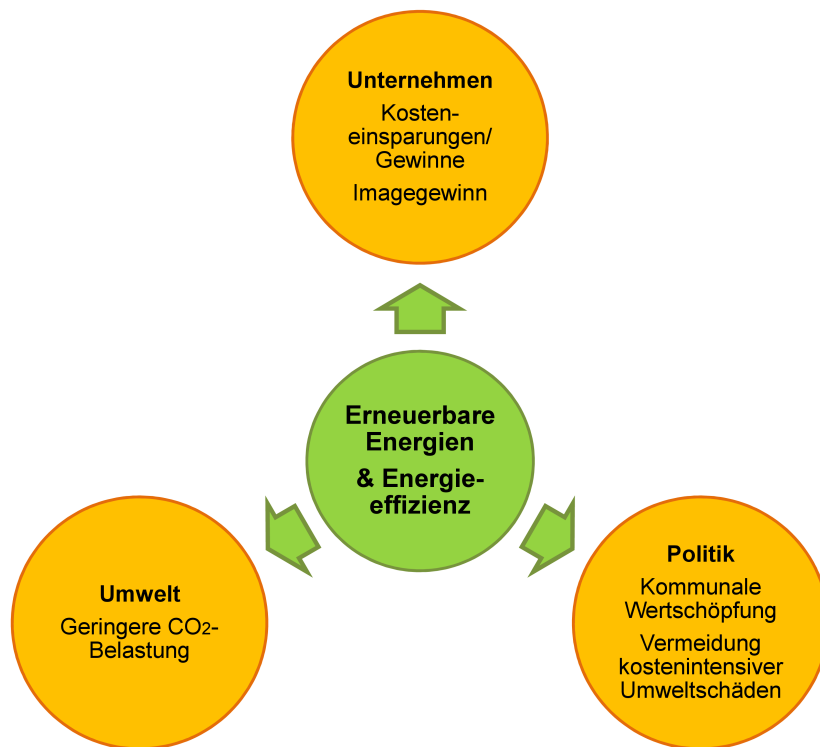 Unternehmen
Kosten-
einsparungen/
Gewinne
Imagegewinn
Erneuerbare
Energien
& Energie-
effizienz
Umwelt
Geringere CO2-
Belastung
Politik
Kommunale
Wertschöpfung
Vermeidung
kostenintensiver
Umweltschäden